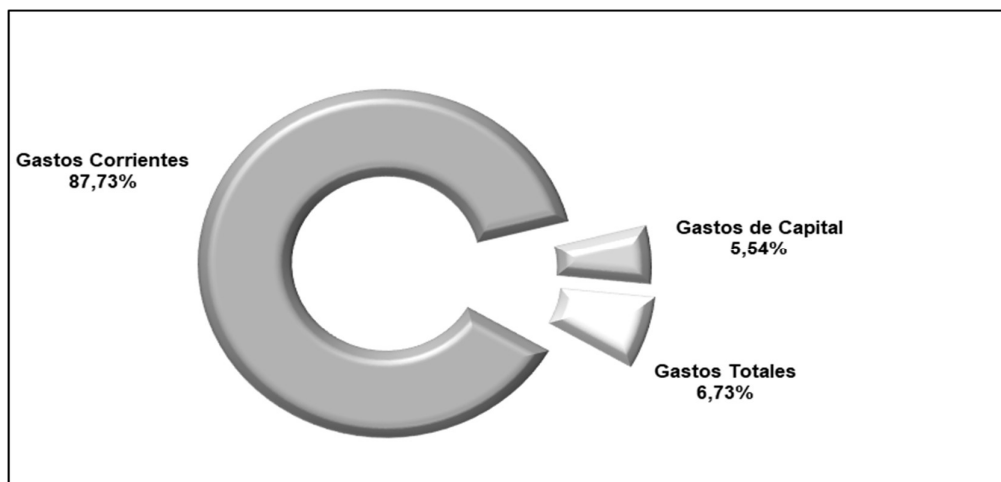 Gastos Corrientes
87,73%
Gastos de Capital
5,54%
Gastos Totales
6,73%